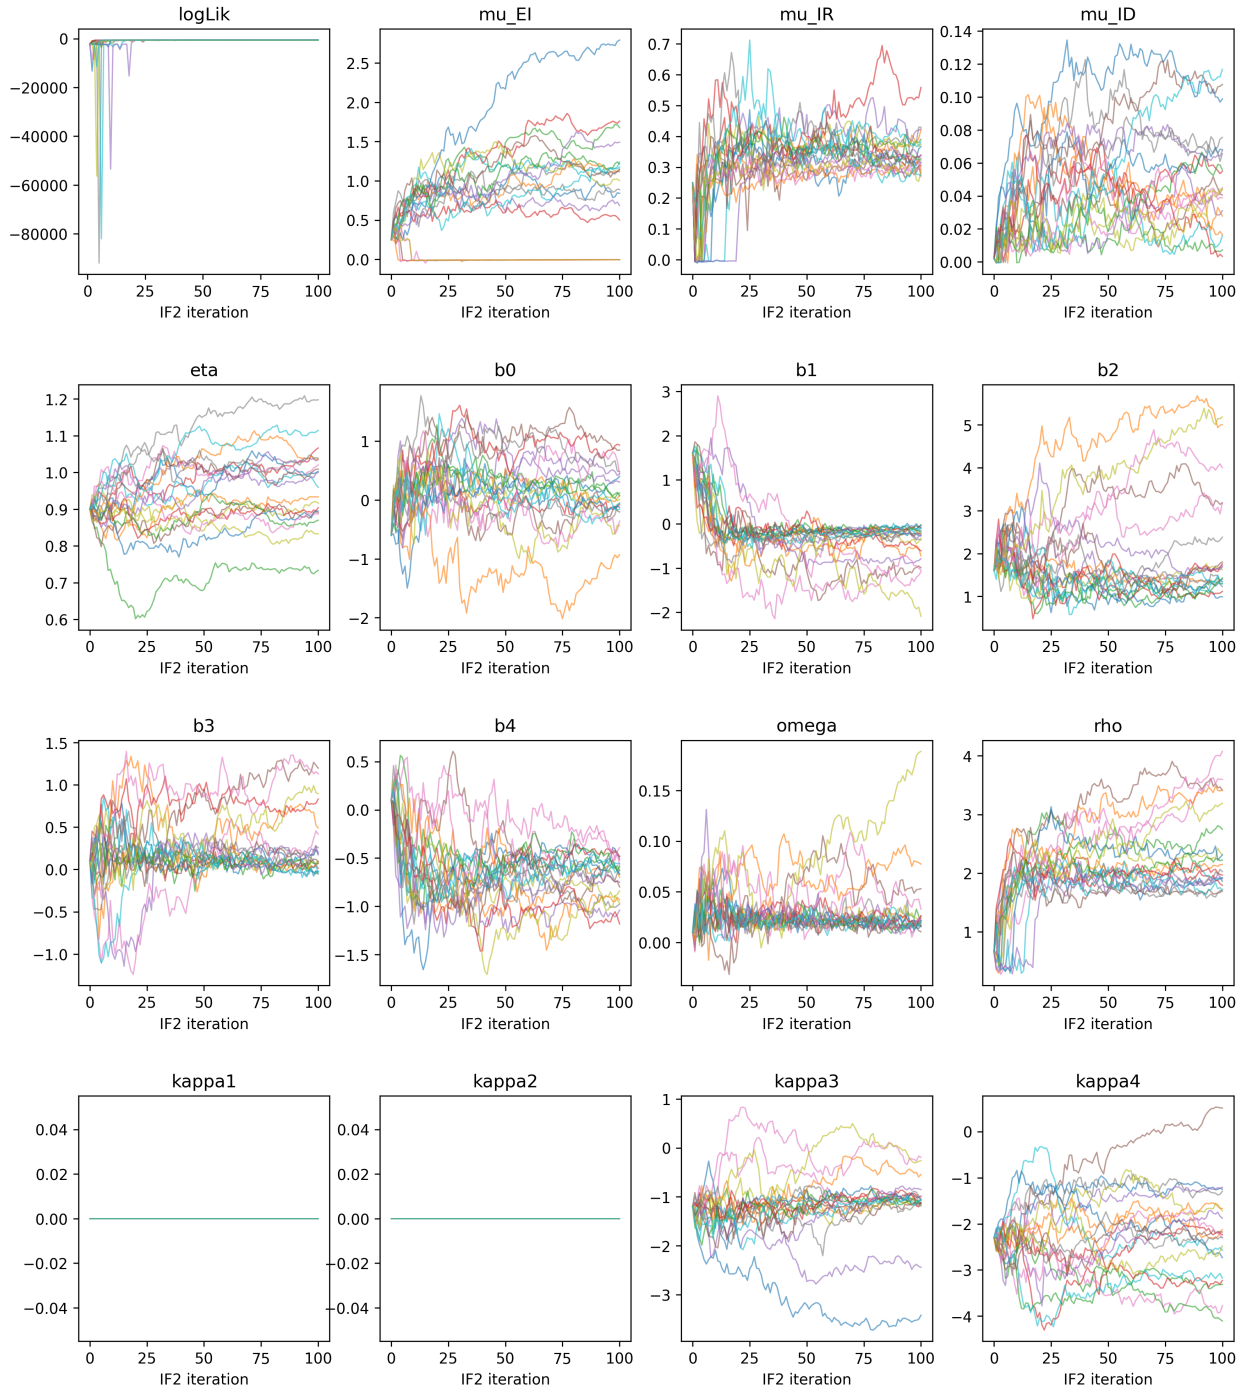 logLik mu_EI mu_IR mu_ID
0 −20000 −40000 −60000 −80000
2.5 2.0 1.5 1.0 0.5 0.0
0.7 0.6 0.5 0.4 0.3 0.2 0.1 0.0
0.14 0.12 0.10 0.08 0.06 0.04 0.02 0.00
0 25 50 75 100 0 25 50 75 100 0 25 50 75 100 0 25 50 75 100
IF2 iteration IF2 iteration IF2 iteration IF2 iteration
eta b0 b1 b2
1.2 1.1 1.0 0.9 0.8 0.7 0.6
1 0 −1 −2
3 2 1 0 −1 −2
5 4 3 2 1
0 25 50 75 100 0 25 50 75 100 0 25 50 75 100 0 25 50 75 100
IF2 iteration IF2 iteration IF2 iteration IF2 iteration
b3 b4 omega rho
1.5 1.0 0.5 0.0 −0.5 −1.0
0.5 0.0 −0.5 −1.0 −1.5
0.15 0.10 0.05 0.00
4 3 2 1
0 25 50 75 100 0 25 50 75 100 0 25 50 75 100 0 25 50 75 100
IF2 iteration IF2 iteration IF2 iteration IF2 iteration
kappa1 kappa2 kappa3 kappa4
0.04 0.02 0.00 −0.02 −0.04
0.04 0.02 0.00 −0.02 −0.04
1 0 −1 −2 −3
0 −1 −2 −3 −4
0 25 50 75 100 0 25 50 75 100 0 25 50 75 100 0 25 50 75 100
IF2 iteration IF2 iteration IF2 iteration IF2 iteration